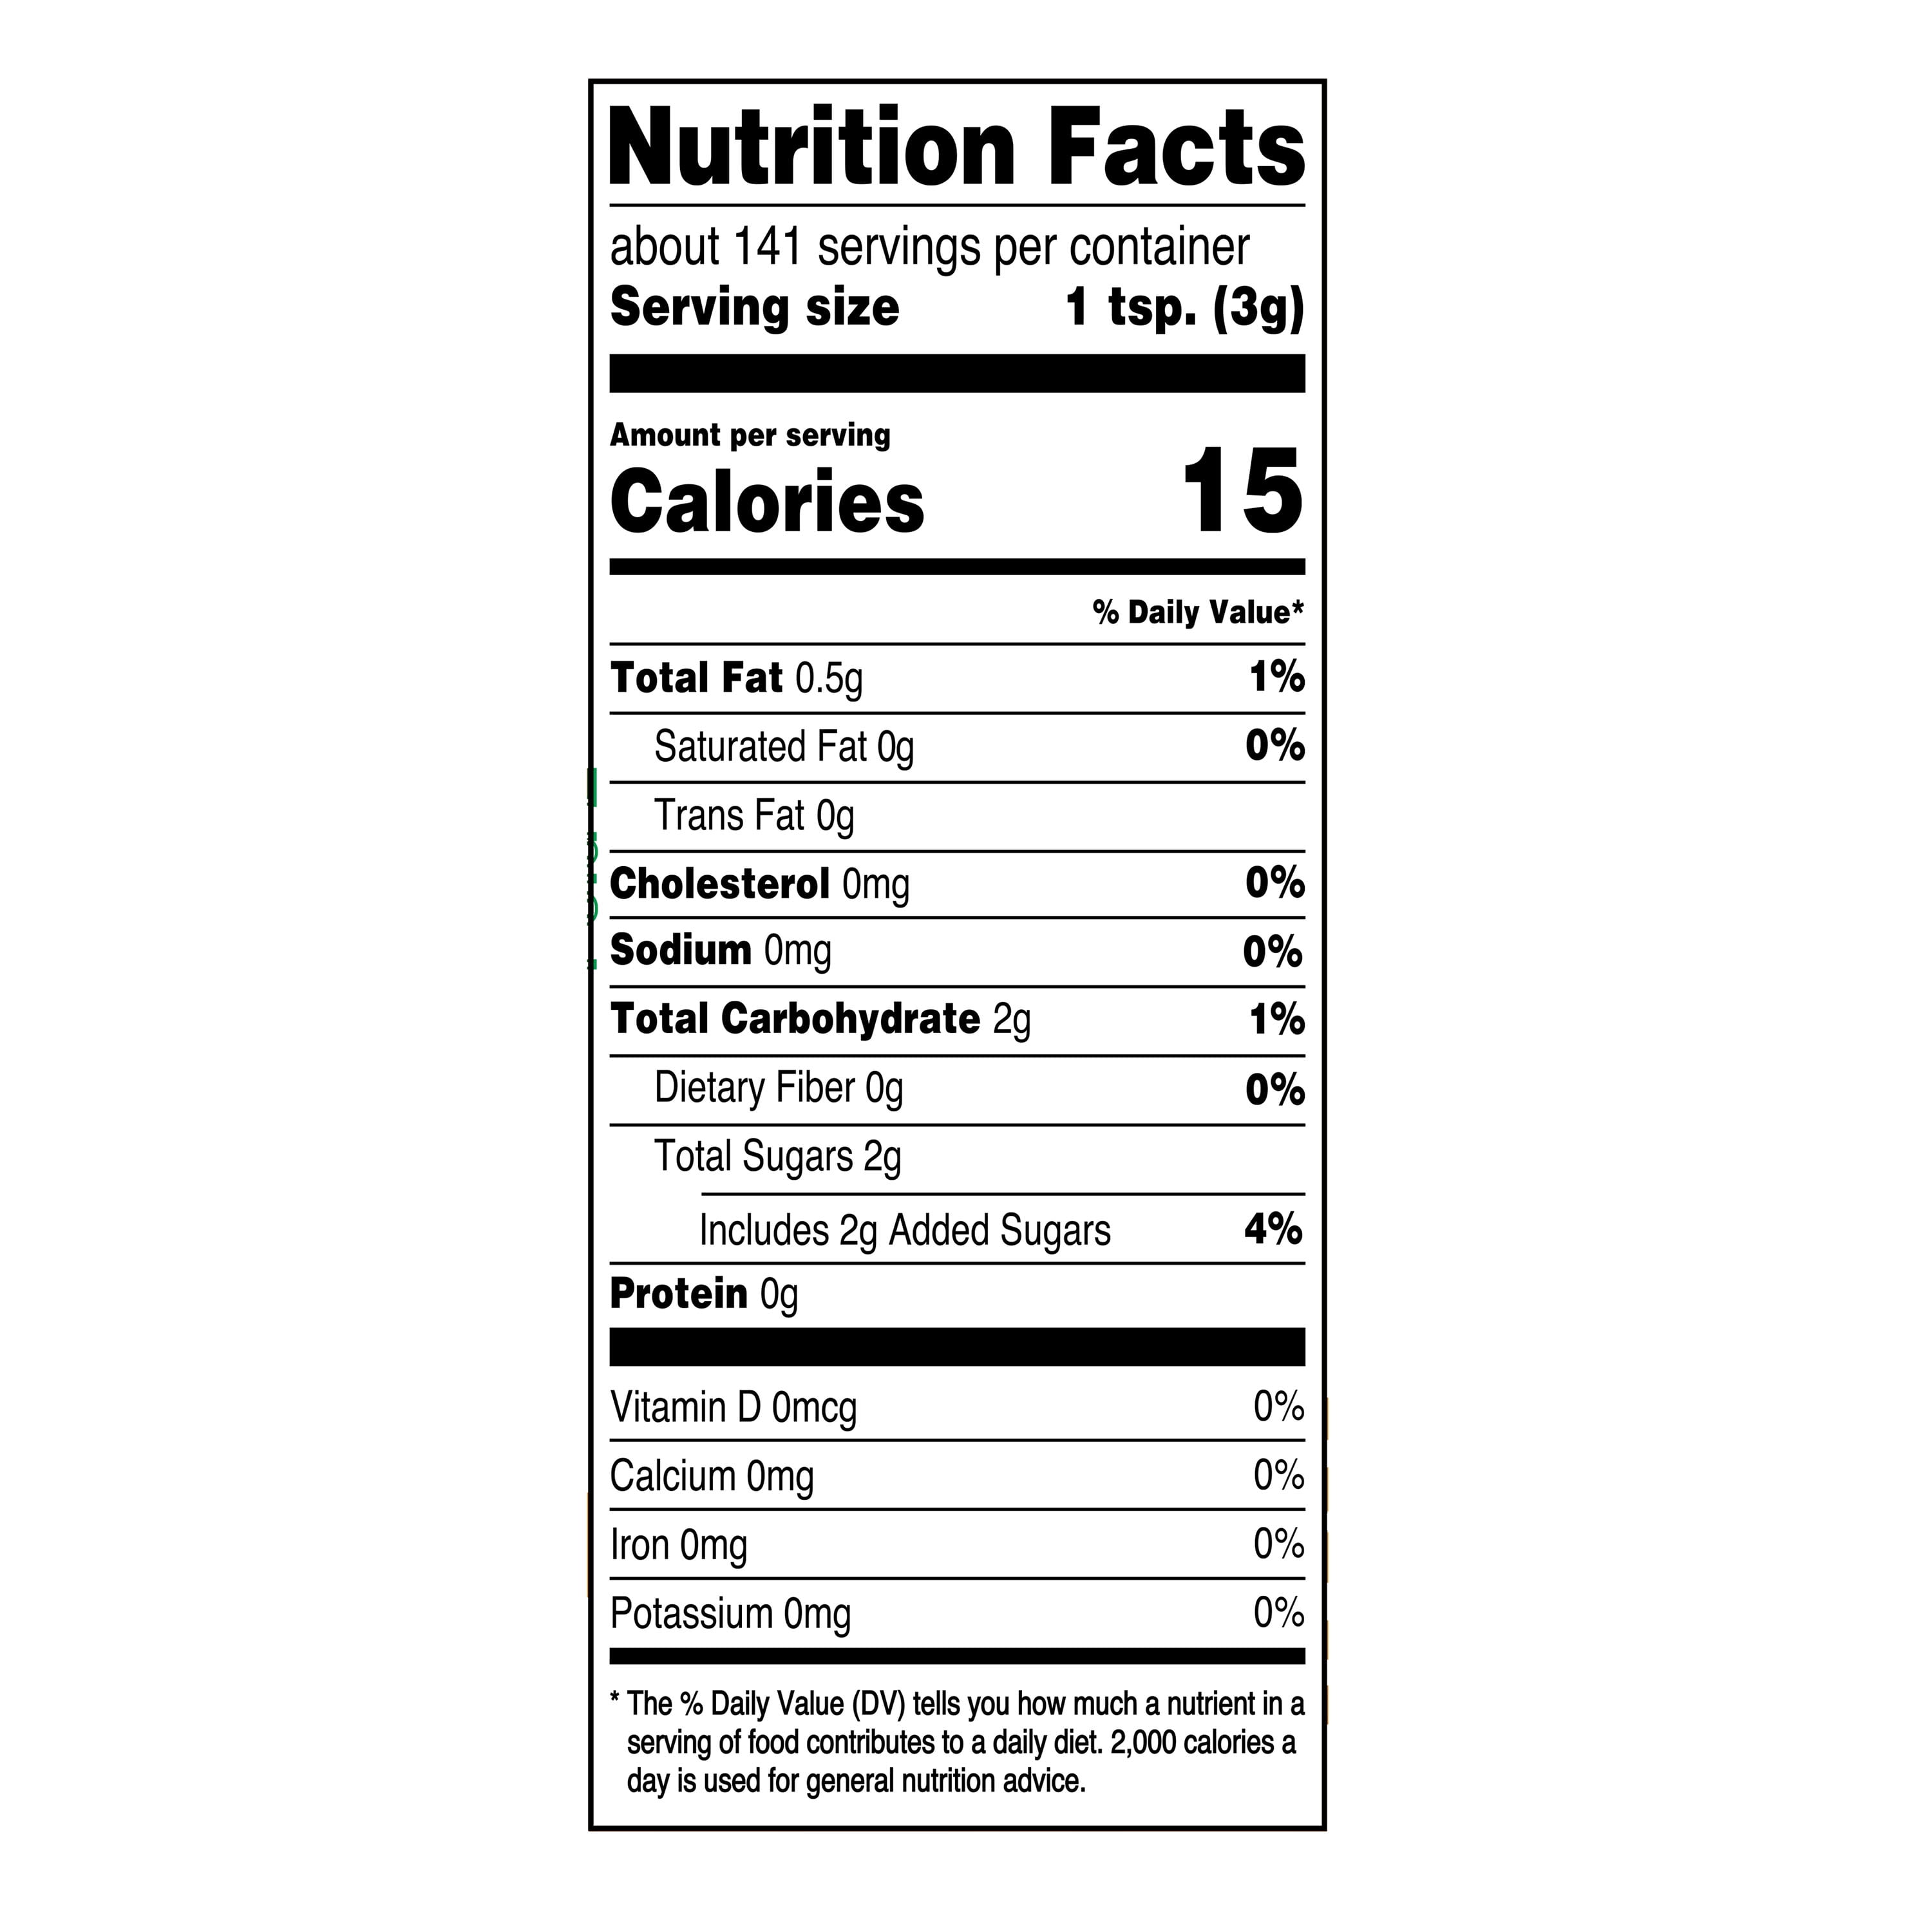 Nutrition Facts
about 141 servings per container
Serving size 1 tsp. (3g)
Amount per serving
Calories 15
% Daily Value*
Total Fat 0.5g 1%
Saturated Fat 0g 0%
Trans Fat 0g
Cholesterol 0mg 0%
Sodium 0mg 0%
Total Carbohydrate 2g 1%
Dietary Fiber 0g 0%
Total Sugars 2g
Includes 2g Added Sugars 4%
Protein 0g
Vitamin D 0mcg 0%
Calcium 0mg 0%
Iron 0mg 0%
Potassium 0mg 0%
* The % Daily Value (DV) tells you how much a nutrient in a
serving of food contributes to a daily diet. 2,000 calories a
day is used for general nutrition advice.